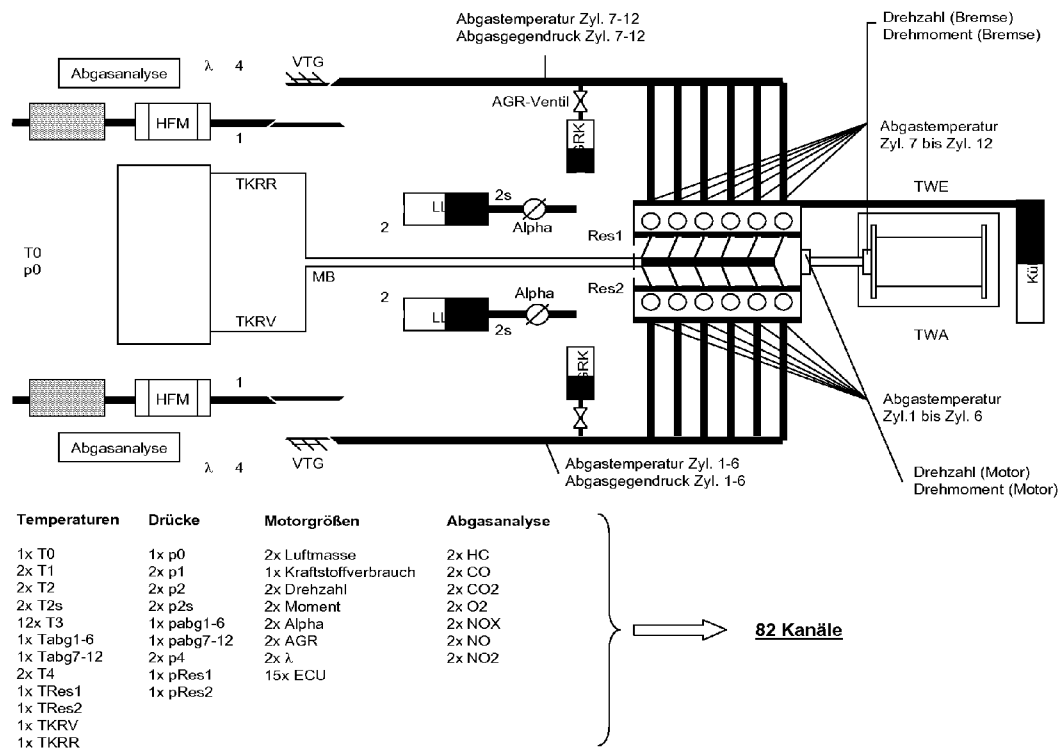 Abgastemperatur Zyl. 7-12
Abgasgegendruck Zyl. 7-12
Drehzahl (Bremse)
Drehmoment (Bremse)
Abgasanalyse
λ 4
VTG
AGR-Ventil
HFM
1
Abgastemperatur
Zyl. 7 bis Zyl. 12
TKRR
2s
2
Alpha
TWE
Res1
T0
p0
MB
Res2
2
Alpha
2s
TKRV
TWA
1
HFM
Abgastemperatur
Zyl.1 bis Zyl. 6
Abgasanalyse
λ 4
VTG
Abgastemperatur Zyl. 1-6
Abgasgegendruck Zyl. 1-6
Drehzahl (Motor)
Drehmoment (Motor)
Temperaturen
1x T0
2x T1
2x T2
2x T2s
12x T3
1x Tabg1-6
1x Tabg7-12
2x T4
1x TRes1
1x TRes2
1x TKRV
1x TKRR
Drücke
1x p0
2x p1
2x p2
2x p2s
1x pabg1-6
1x pabg7-12
2x p4
1x pRes1
1x pRes2
Motorgrößen
2x Luftmasse
1x Kraftstoffverbrauch
2x Drehzahl
2x Moment
2x Alpha
2x AGR
2x λ
15x ECU
Abgasanalyse
2x HC
2x CO
2x CO2
2x O2
2x NOX
2x NO
2x NO2
82 Kanäle